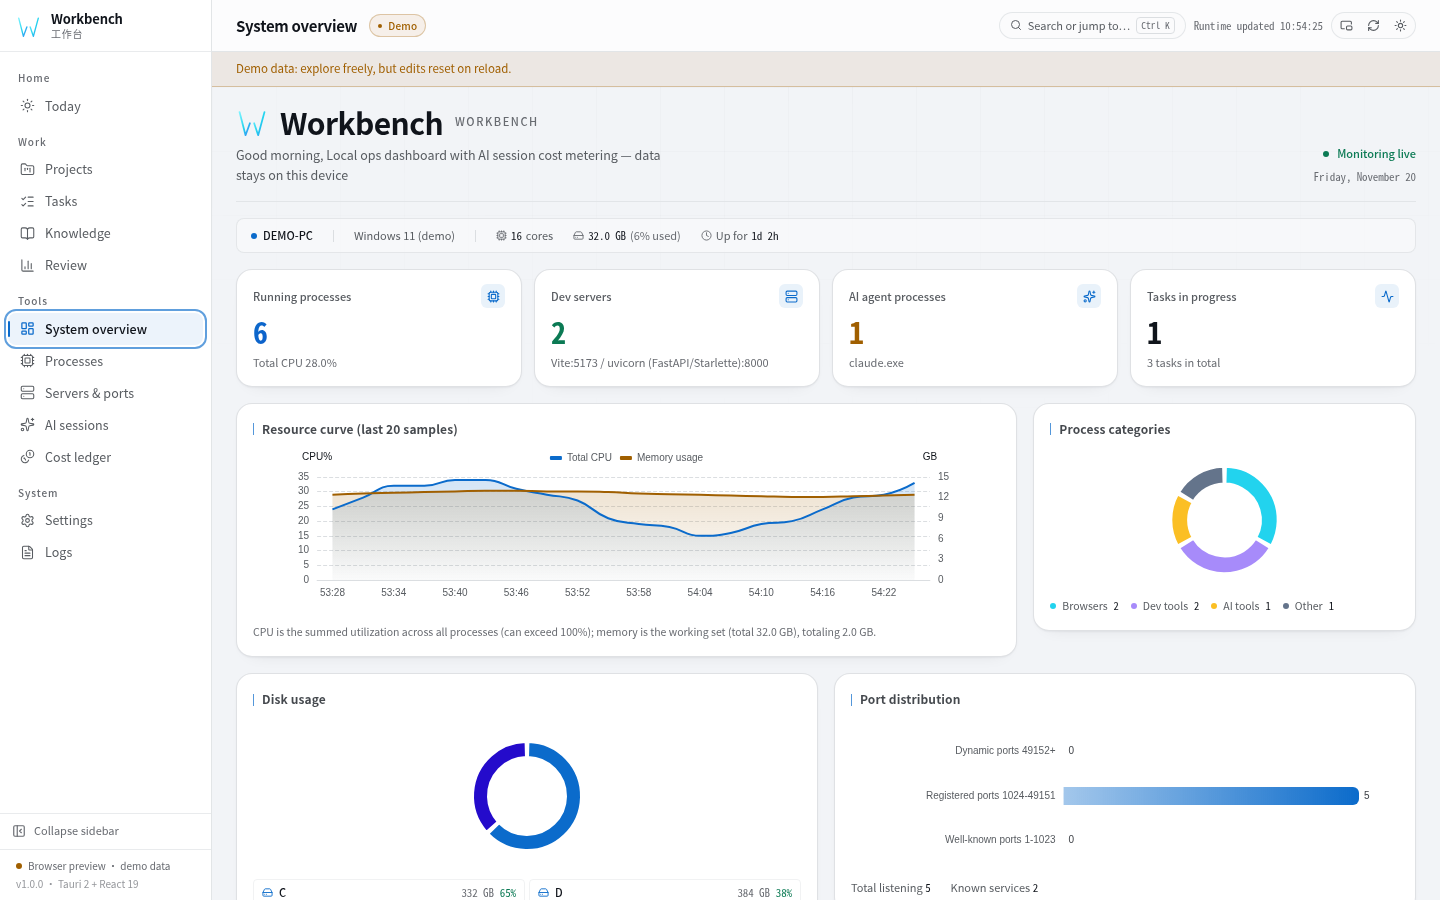 Workbench
工作台
Home
Today
Work
Projects
Tasks
Knowledge
Review
Tools
System overview
Processes
Servers & ports
AI sessions
Cost ledger
System
Settings
Logs
Collapse sidebar
Browser preview • demo data
v1.0.0 • Tauri 2 + React 19
System overview
Demo
Search or jump to… Ctrl K
Runtime updated 10:54:25
Demo data: explore freely, but edits reset on reload.
Workbench WORKBENCH
Good morning, Local ops dashboard with AI session cost metering — data
stays on this device
Monitoring live
Friday, November 20
DEMO-PC
Windows 11 (demo)
16 cores
32.0 GB (6% used)
Up for 1d 2h
Running processes
6
Total CPU 28.0%
Dev servers
2
Vite:5173 / uvicorn (FastAPI/Starlette):8000
AI agent processes
1
claude.exe
Tasks in progress
1
3 tasks in total
Resource curve (last 20 samples)
CPU%
Total CPU
Memory usage
GB
35
30
25
20
15
10
5
0
15
12
9
6
3
0
53:28
53:34
53:40
53:46
53:52
53:58
54:04
54:10
54:16
54:22
CPU is the summed utilization across all processes (can exceed 100%); memory is the working set (total 32.0 GB), totaling 2.0 GB.
Process categories
Browsers 2
Dev tools 2
AI tools 1
Other 1
Disk usage
C 332 GB 65%
D 384 GB 38%
Port distribution
Dynamic ports 49152+ 0
Registered ports 1024-49151 5
Well-known ports 1-1023 0
Total listening 5
Known services 2